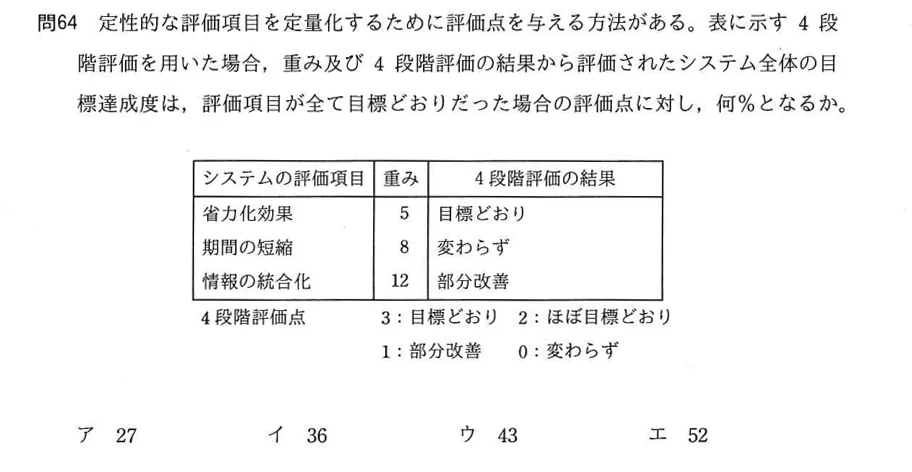 問64 定性的な評価項目を定量化するために評価点を与える方法がある。表に示す 4 段
階評価を用いた場合，重み及び 4 段階評価の結果から評価されたシステム全体の目
標達成度は，評価項目が全て目標どおりだった場合の評価点に対し，何％となるか。
システムの評価項目 重み 4 段階評価の結果
省力化効果 5 目標どおり
期間の短縮 8 変わらず
情報の統合化 12 部分改善
4 段階評価点 3：目標どおり 2：ほぼ目標どおり
1：部分改善 0：変わらず
ア 27 イ 36 ウ 43 エ 52